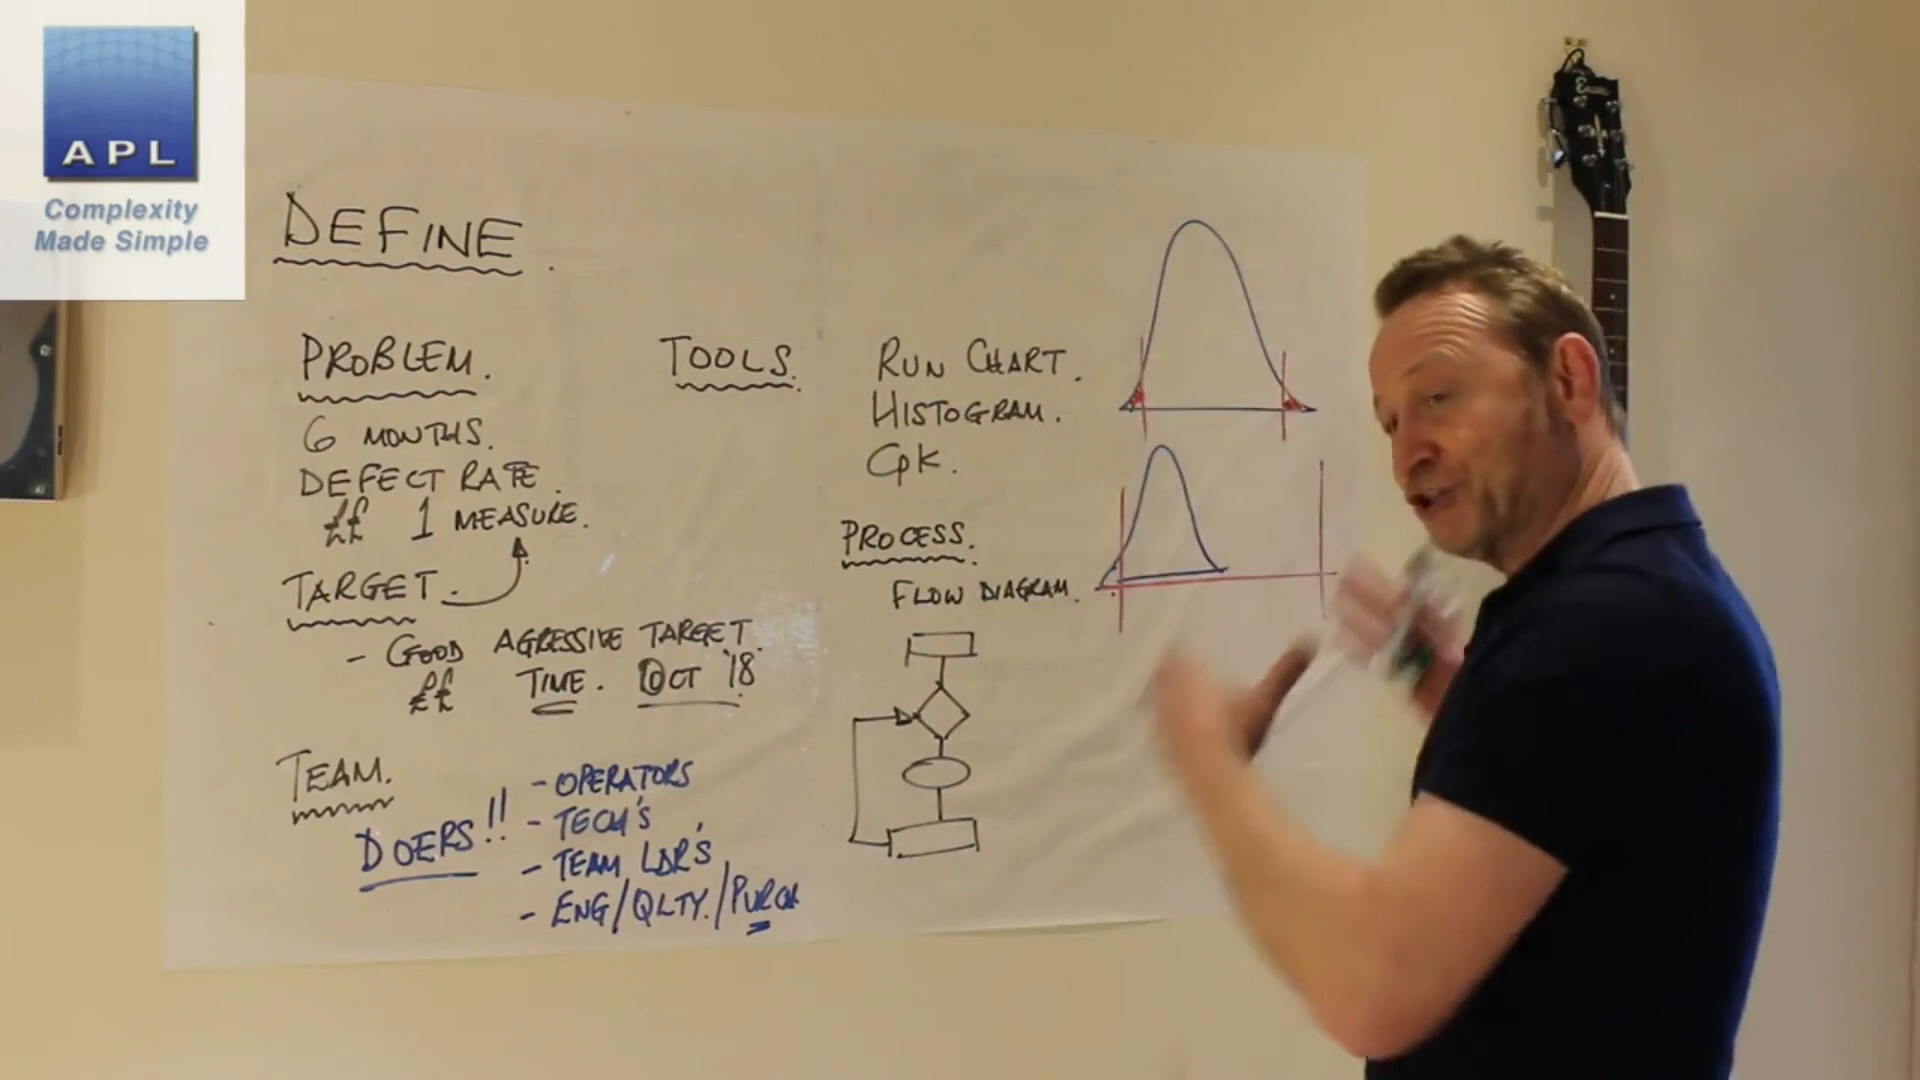 APL
Complexity
Made Simple
DEFINE.
PROBLEM.
6 MONTHS.
DEFECT RATE.
££ 1 MEASURE.
TARGET.
- GOOD AGRESSIVE TARGET.
££ TIME. OCT '18
TEAM.
DOERS!!
- OPERATORS
- TECH'S
- TEAM LDR'S
- ENG/QLTY./PURCH
TOOLS.
RUN CHART.
HISTOGRAM.
CpK.
PROCESS.
FLOW DIAGRAM.